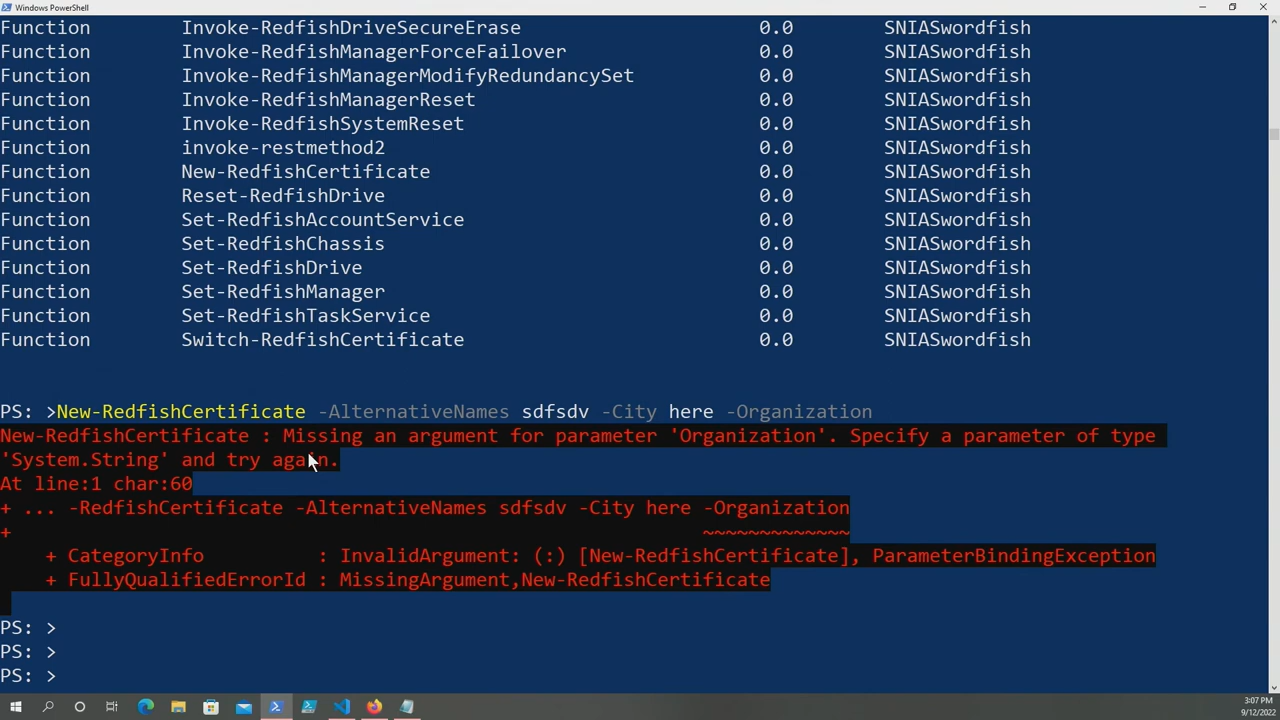 Windows PowerShell
Function Invoke-RedfishDriveSecureErase 0.0 SNIASwordfish
Function Invoke-RedfishManagerForceFailover 0.0 SNIASwordfish
Function Invoke-RedfishManagerModifyRedundancySet 0.0 SNIASwordfish
Function Invoke-RedfishManagerReset 0.0 SNIASwordfish
Function Invoke-RedfishSystemReset 0.0 SNIASwordfish
Function invoke-restmethod2 0.0 SNIASwordfish
Function New-RedfishCertificate 0.0 SNIASwordfish
Function Reset-RedfishDrive 0.0 SNIASwordfish
Function Set-RedfishAccountService 0.0 SNIASwordfish
Function Set-RedfishChassis 0.0 SNIASwordfish
Function Set-RedfishDrive 0.0 SNIASwordfish
Function Set-RedfishManager 0.0 SNIASwordfish
Function Set-RedfishTaskService 0.0 SNIASwordfish
Function Switch-RedfishCertificate 0.0 SNIASwordfish
PS: >New-RedfishCertificate -AlternativeNames sdfsdv -City here -Organization
New-RedfishCertificate : Missing an argument for parameter 'Organization'. Specify a parameter of type
'System.String' and try again.
At line:1 char:60
+ ... -RedfishCertificate -AlternativeNames sdfsdv -City here -Organization
+ ~~~~~~~~~~~~~
+ CategoryInfo : InvalidArgument: (:) [New-RedfishCertificate], ParameterBindingException
+ FullyQualifiedErrorId : MissingArgument,New-RedfishCertificate
PS: >
PS: >
PS: >
3:07 PM
9/12/2022